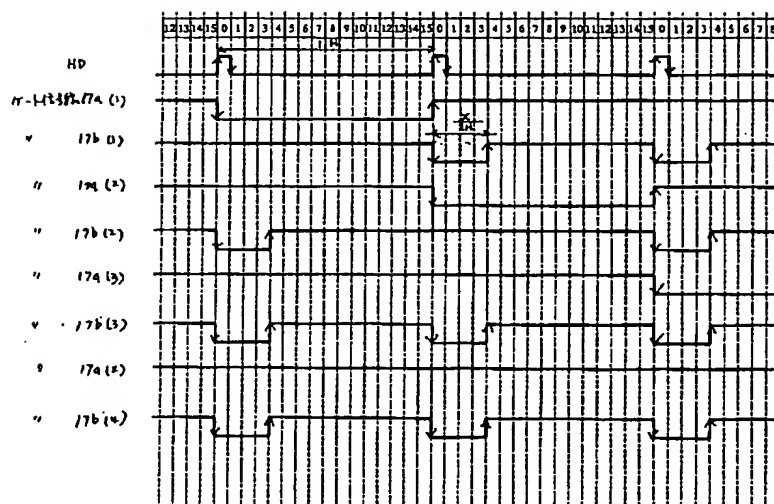 12 13 14 15 0 1 2 3 4 5 6 7 8 9 10 11 12 13 14 15 0 1 2 3 4 5 6 7 8 9 10 11 12 13 14 15 0 1 2 3 4 5 6 7 8
1H
HD
17a (1)
〃 17b (1)
〃 17a (2)
〃 17b (2)
〃 17a (3)
〃 17b (3)
〃 17a (2)
〃 17b (4)